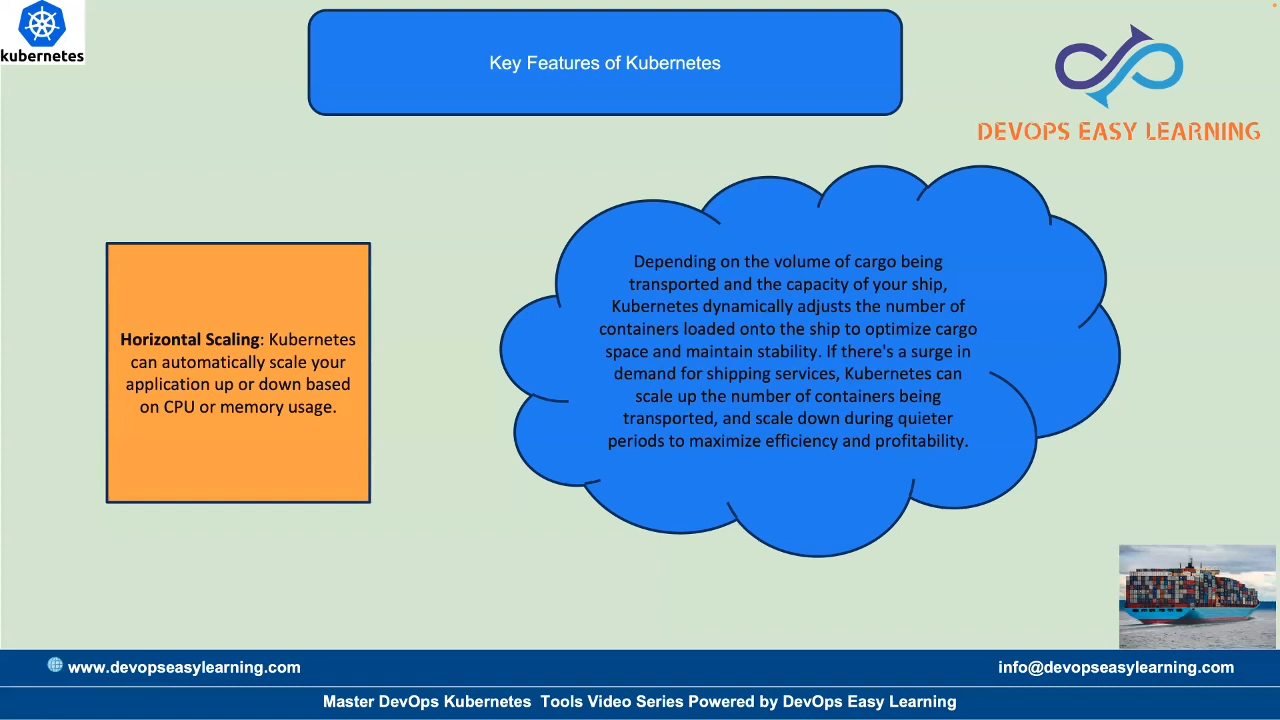 kubernetes
Key Features of Kubernetes
DEVOPS EASY LEARNING
Horizontal Scaling: Kubernetes
can automatically scale your
application up or down based
on CPU or memory usage.
Depending on the volume of cargo being
transported and the capacity of your ship,
Kubernetes dynamically adjusts the number of
containers loaded onto the ship to optimize cargo
space and maintain stability. If there's a surge in
demand for shipping services, Kubernetes can
scale up the number of containers being
transported, and scale down during quieter
periods to maximize efficiency and profitability.
www.devopseasylearning.com
info@devopseasylearning.com
Master DevOps Kubernetes  Tools Video Series Powered by DevOps Easy Learning